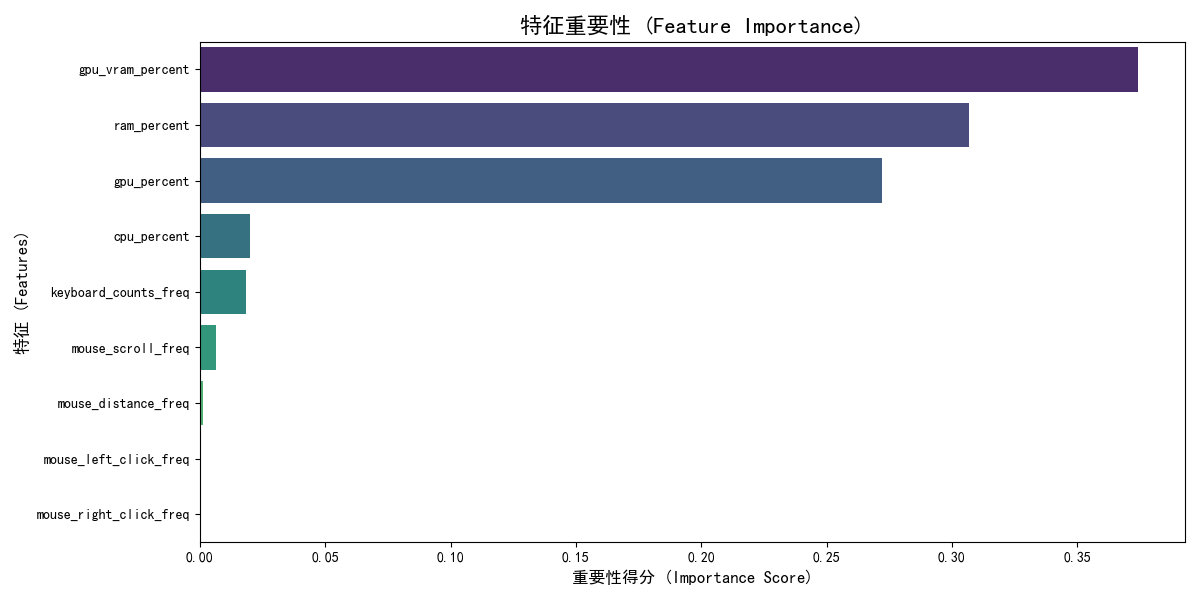 特征重要性 (Feature Importance)
gpu_vram_percent
ram_percent
gpu_percent
cpu_percent
keyboard_counts_freq
mouse_scroll_freq
mouse_distance_freq
mouse_left_click_freq
mouse_right_click_freq
特征 (Features)
0.00 0.05 0.10 0.15 0.20 0.25 0.30 0.35
重要性得分 (Importance Score)